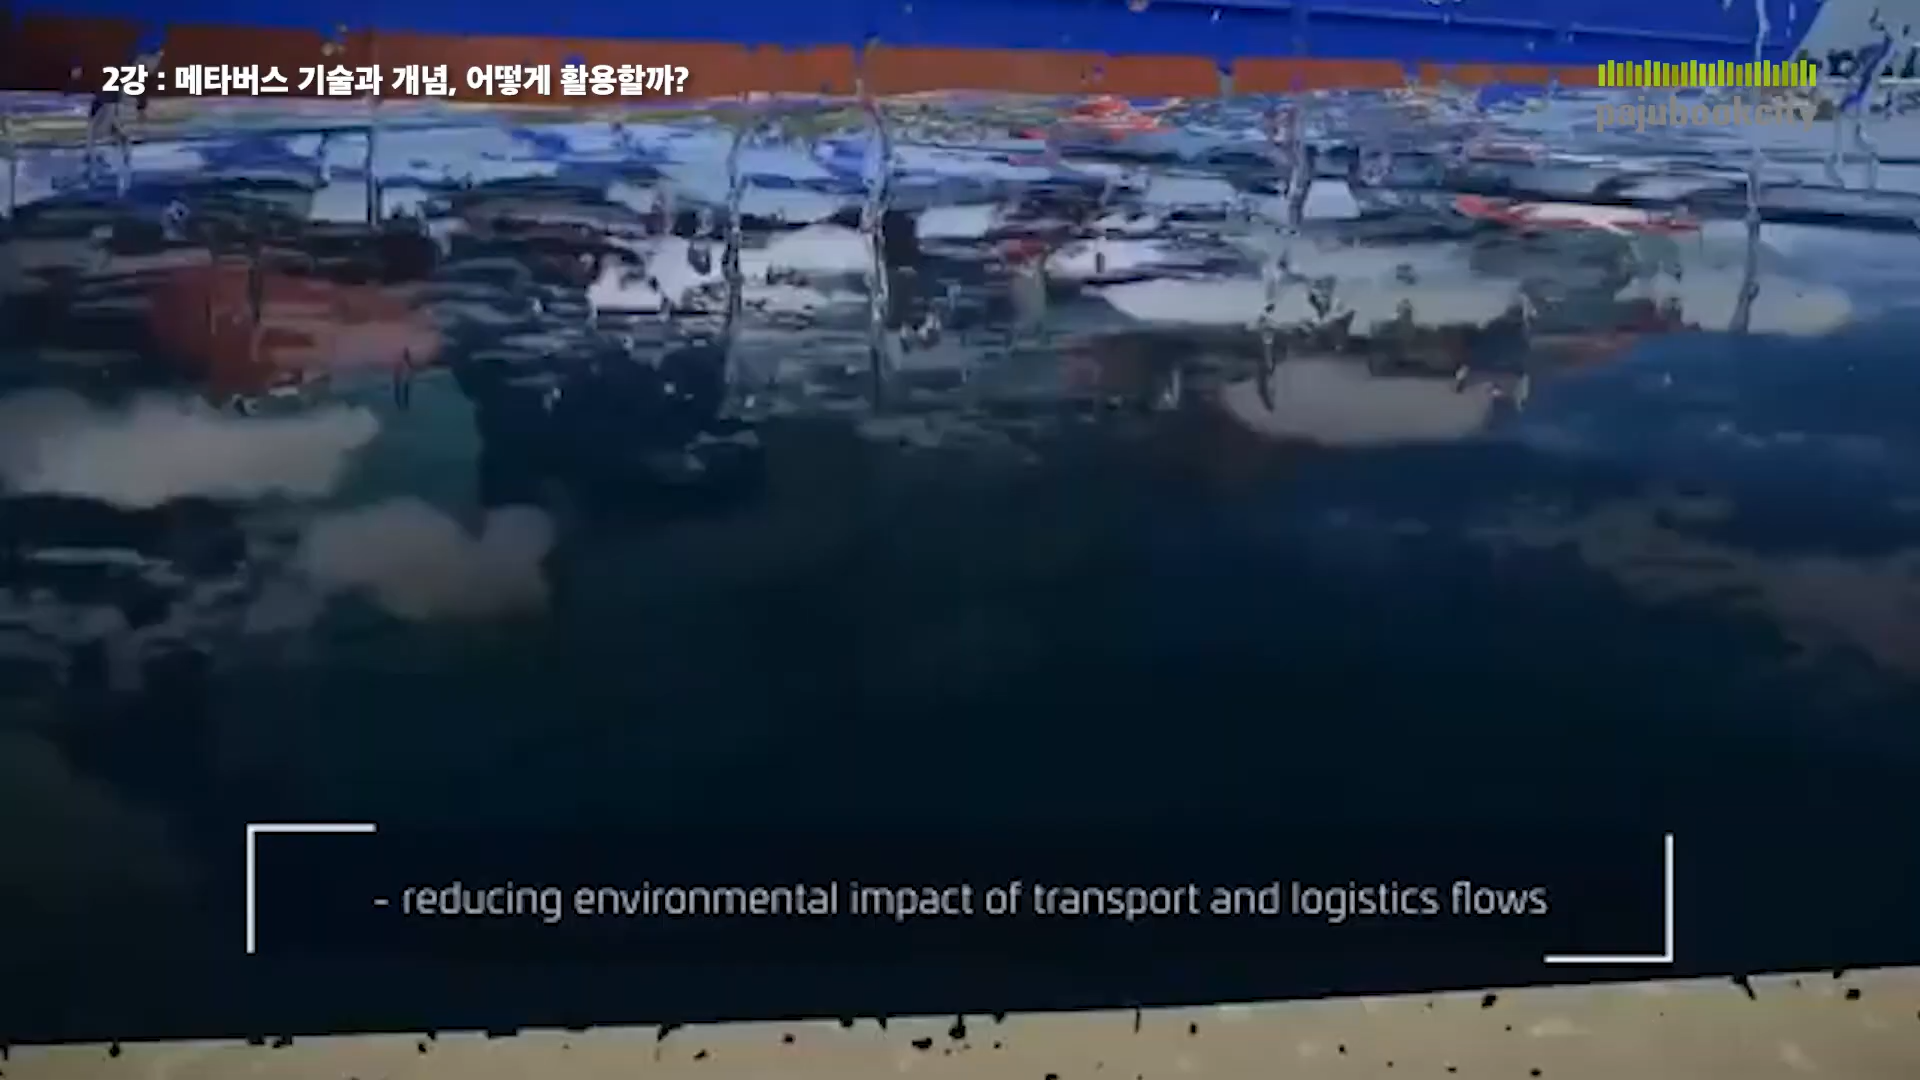 2강 : 메타버스 기술과 개념, 어떻게 활용할까?
pajubookcity
- reducing environmental impact of transport and logistics flows